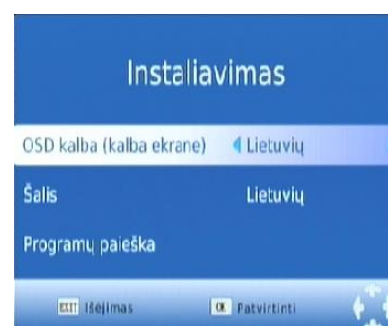 Instaliavimas
OSD kalba (kalba ekrane) Lietuvių
Šalis Lietuvių
Programų paieška
EXIT Išėjimas OK Patvirtinti